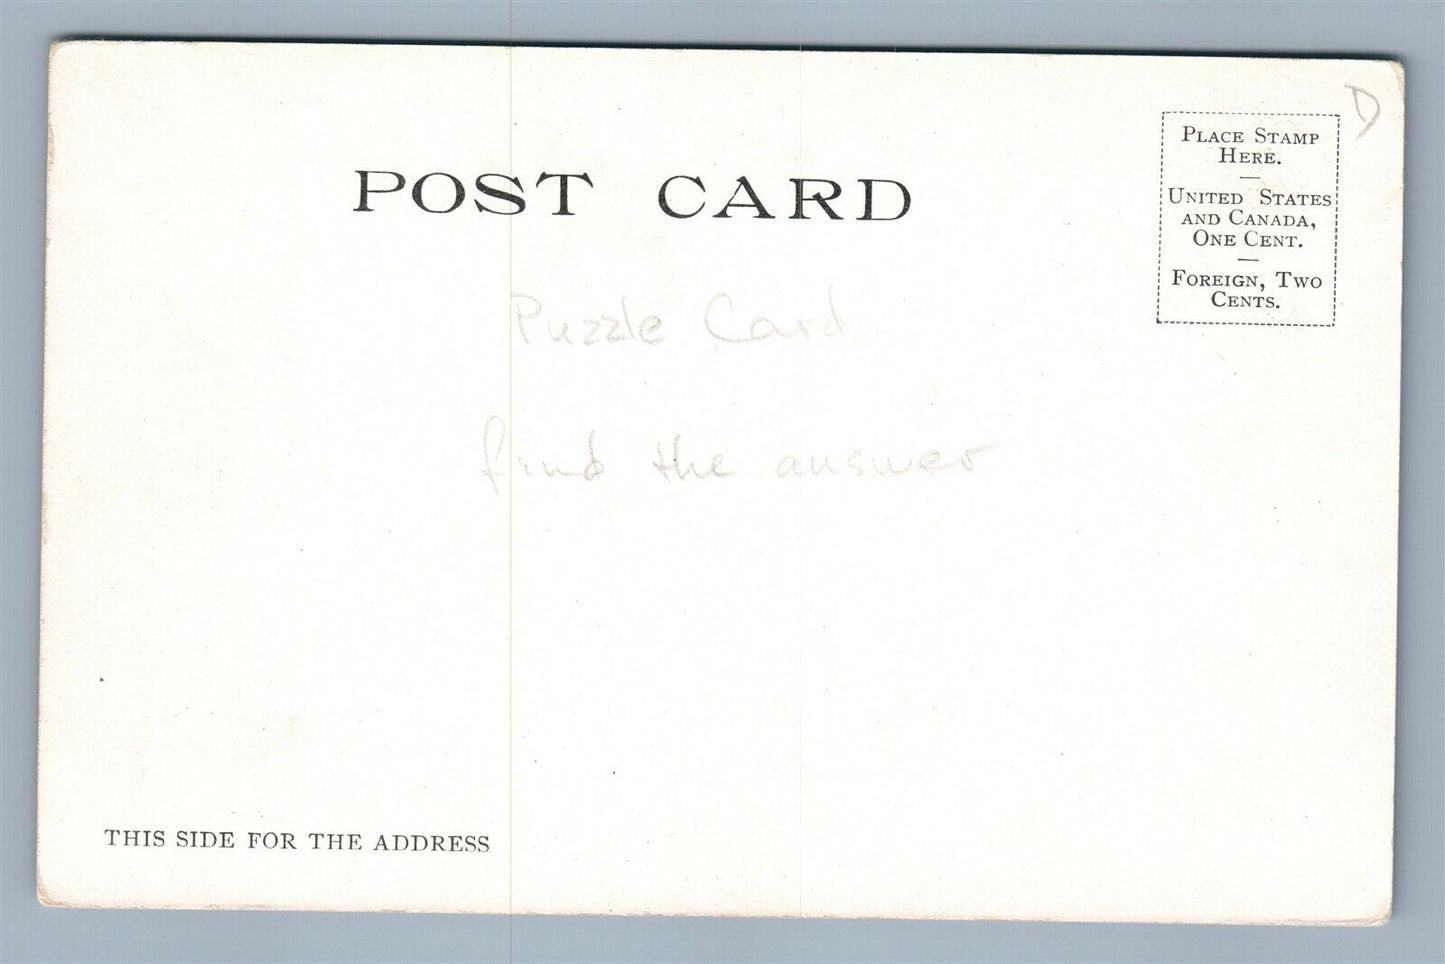 POST CARD
D
PLACE STAMP
HERE.
—
UNITED STATES
AND CANADA,
ONE CENT.
—
FOREIGN, TWO
CENTS.
Puzzle Card
find the answer
THIS SIDE FOR THE ADDRESS